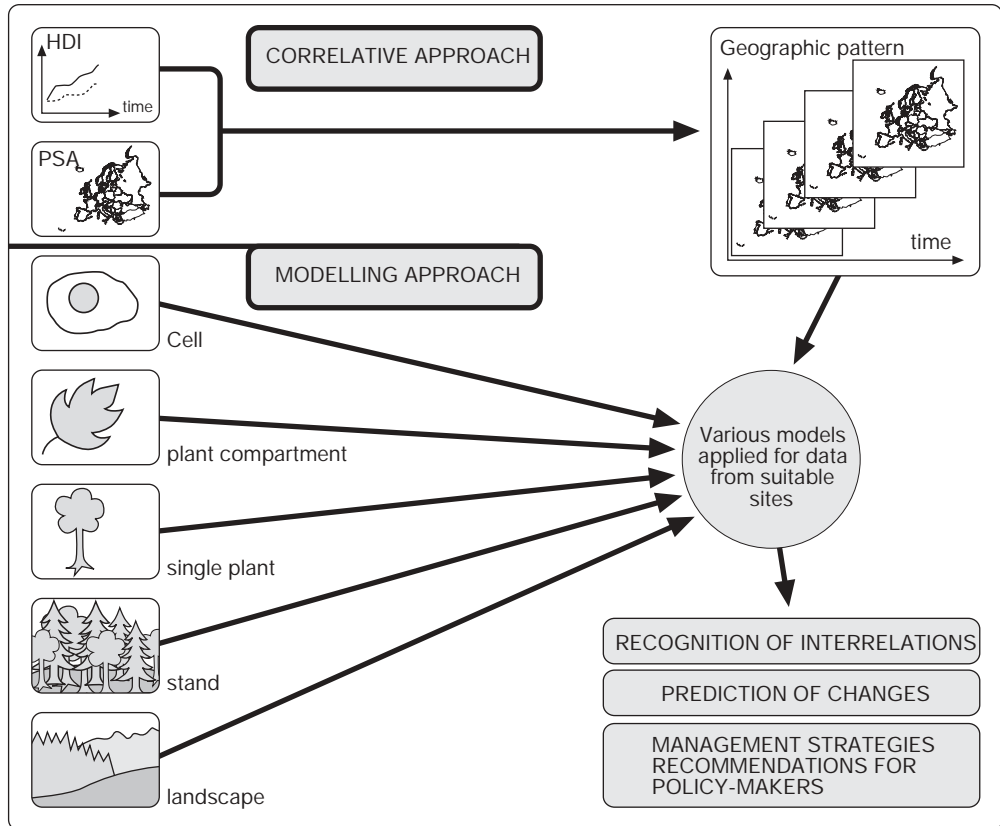 HDI
time
PSA
CORRELATIVE APPROACH
Geographic pattern
time
MODELLING APPROACH
Cell
plant compartment
single plant
stand
landscape
Various models
applied for data
from suitable
sites
RECOGNITION OF INTERRELATIONS
PREDICTION OF CHANGES
MANAGEMENT STRATEGIES
RECOMMENDATIONS FOR
POLICY-MAKERS